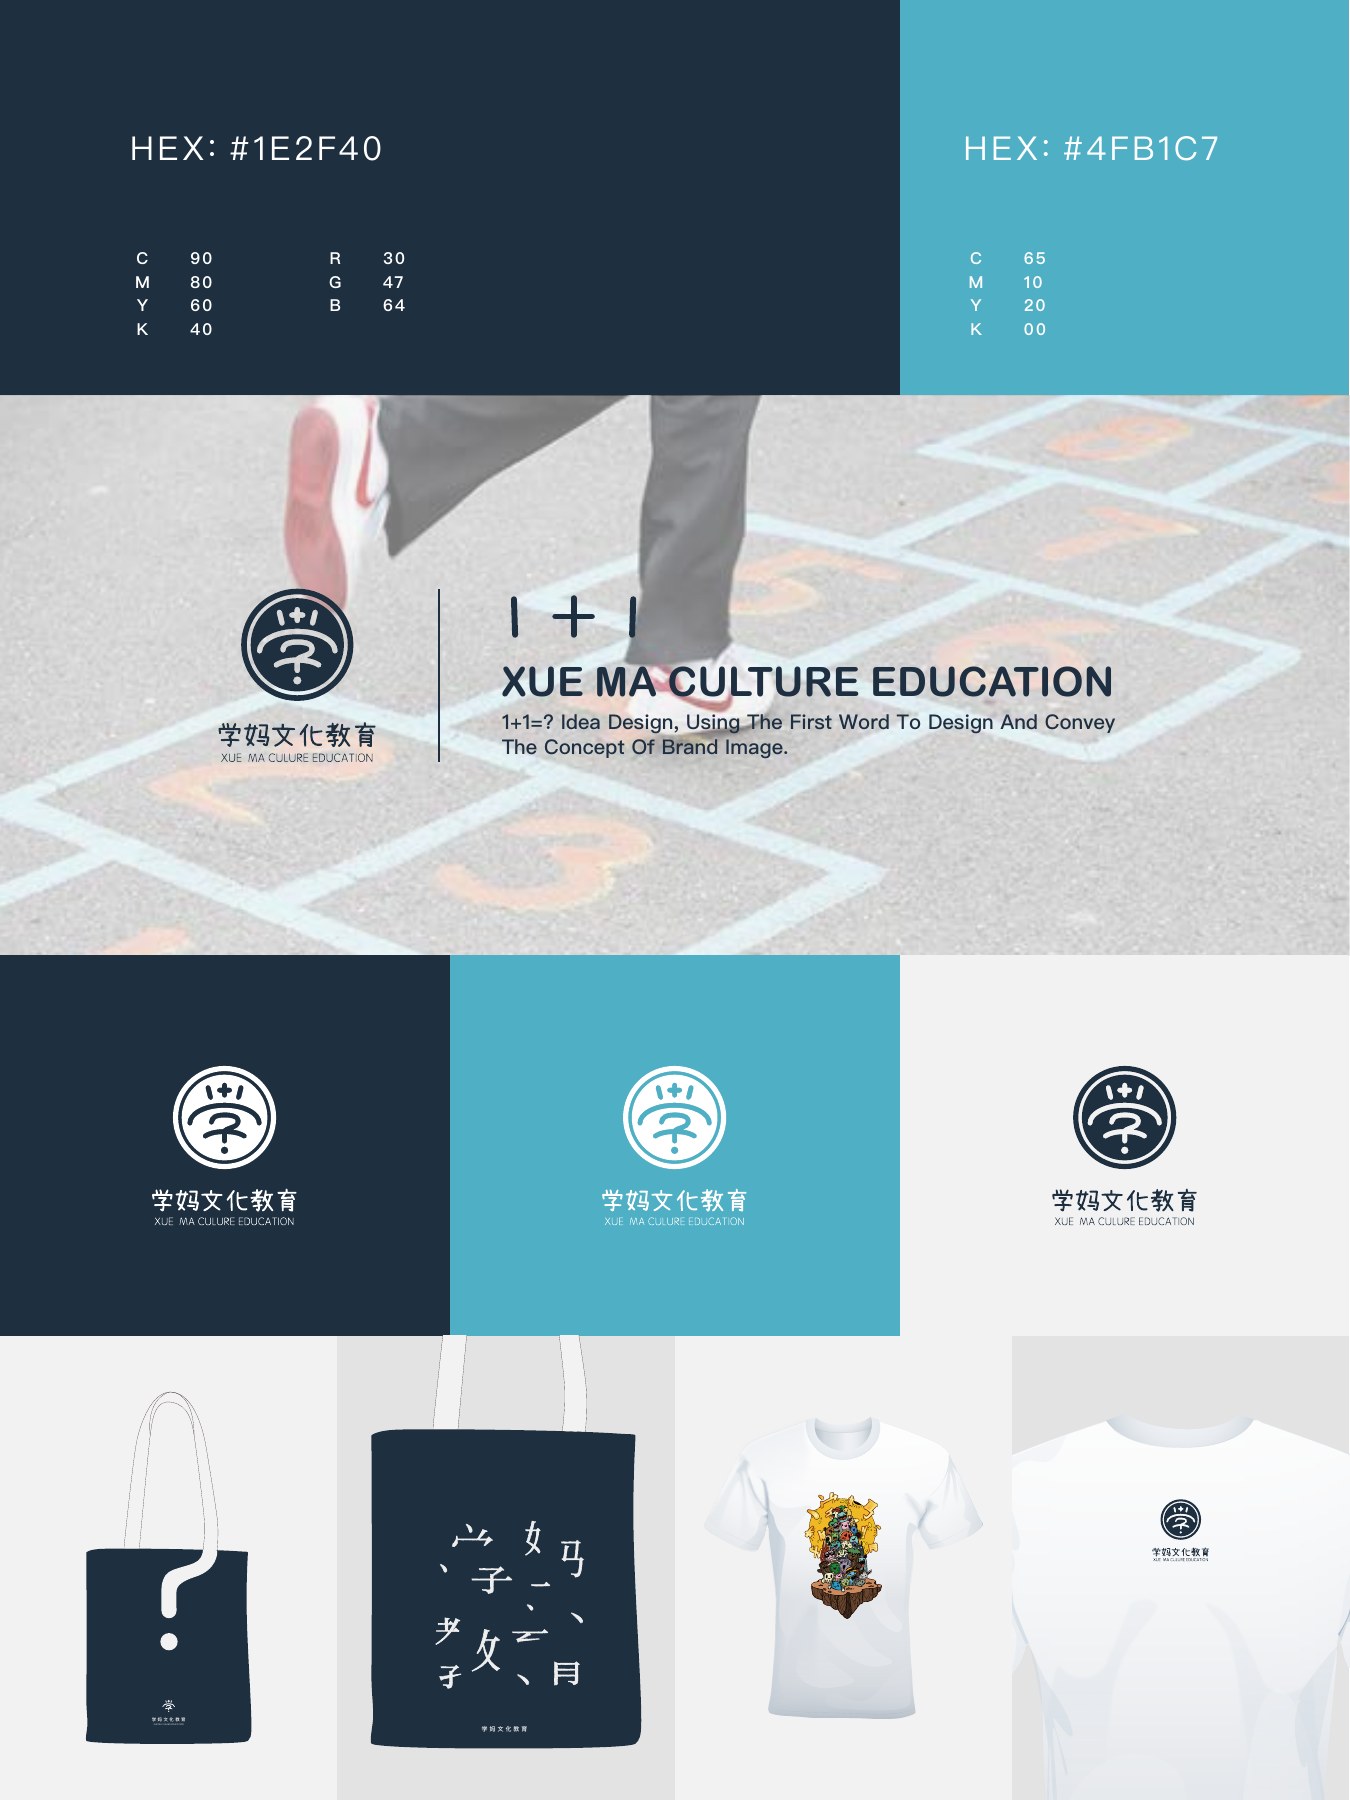 HEX: #1E2F40
C 90 R 30
M 80 G 47
Y 60 B 64
K 40
HEX: #4FB1C7
C 65
M 10
Y 20
K 00
学妈文化教育
XUE MA CULURE EDUCATION
1 + 1
XUE MA CULTURE EDUCATION
1+1=? Idea Design, Using The First Word To Design And Convey
The Concept Of Brand Image.
学妈文化教育
XUE MA CULURE EDUCATION
学妈文化教育
XUE MA CULURE EDUCATION
学妈文化教育
XUE MA CULURE EDUCATION
?
学妈文化教育
学妈文化教育
学妈文化教育
XUE MA CULURE EDUCATION